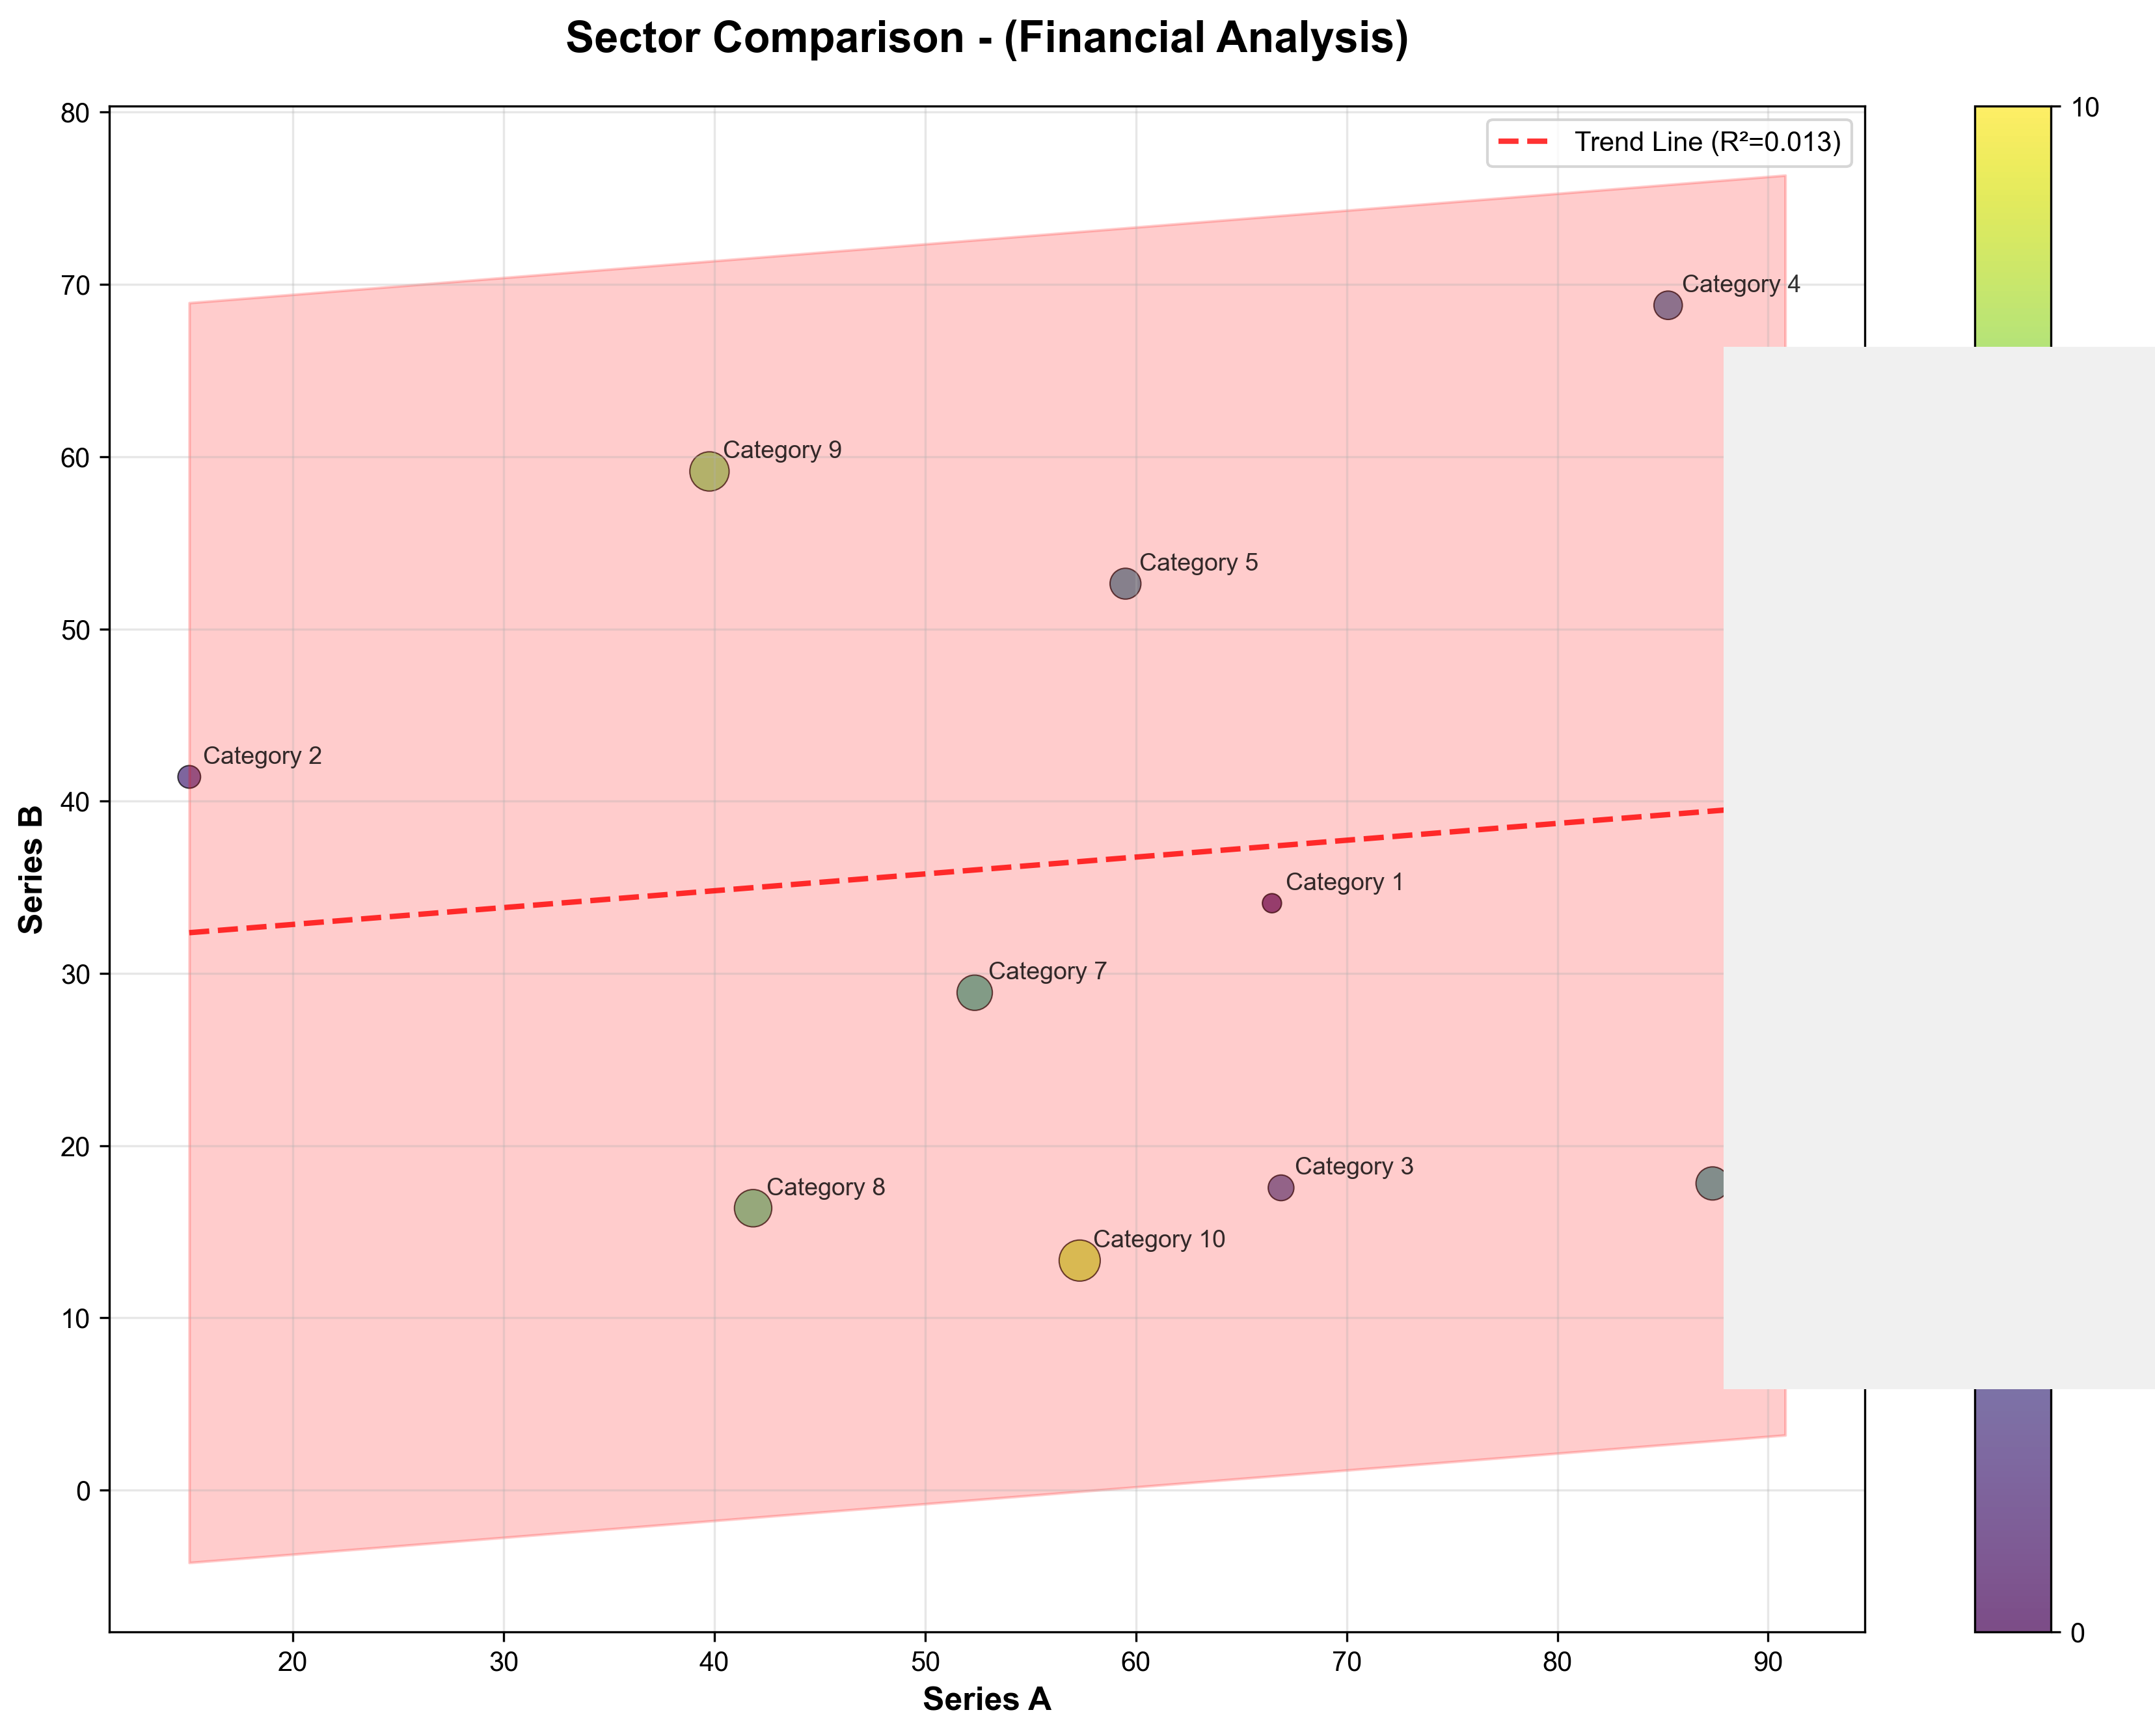 Sector Comparison - (Financial Analysis)
Trend Line (R²=0.013)
80
70
60
50
40
30
20
10
0
Series B
Category 4
Category 9
Category 5
Category 2
Category 1
Category 7
Category 3
Category 8
Category 10
20
30
40
50
60
70
80
90
Series A
10
0